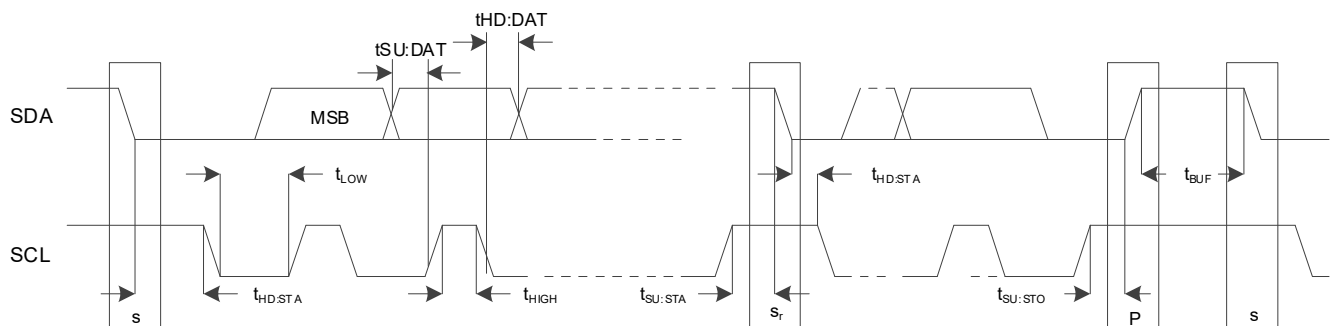 tHD:DAT
tSU:DAT
SDA
MSB
tLOW
tHD:STA
tBUF
SCL
tHD:STA
tHIGH
tSU:STA
tSU:STO
s
sr
P
s